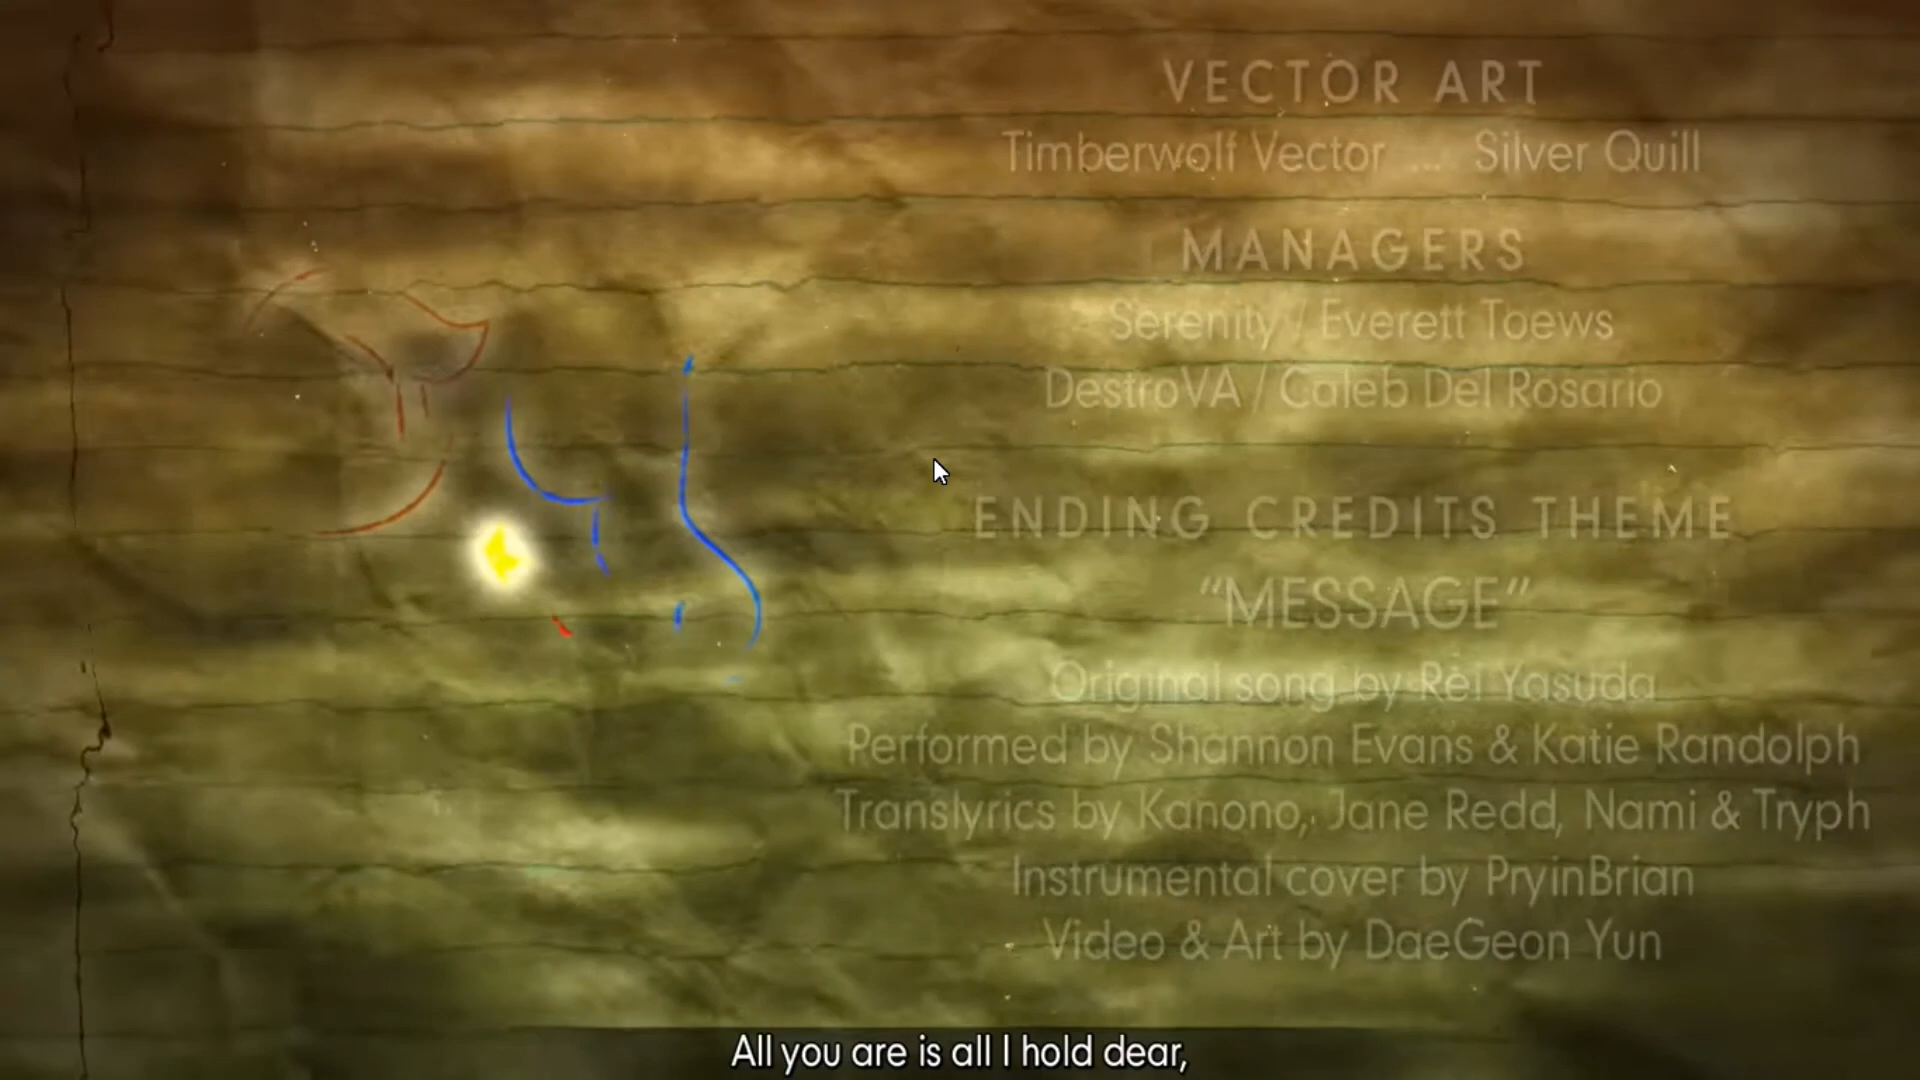 VECTOR ART
Timberwolf Vector ... Silver Quill
MANAGERS
Serenity / Everett Toews
DestroVA / Caleb Del Rosario
ENDING CREDITS THEME
“MESSAGE”
Original song by Rei Yasuda
Performed by Shannon Evans & Katie Randolph
Translyrics by Kanono, Jane Redd, Nami & Tryph
Instrumental cover by PryinBrian
Video & Art by DaeGeon Yun
All you are is all I hold dear,